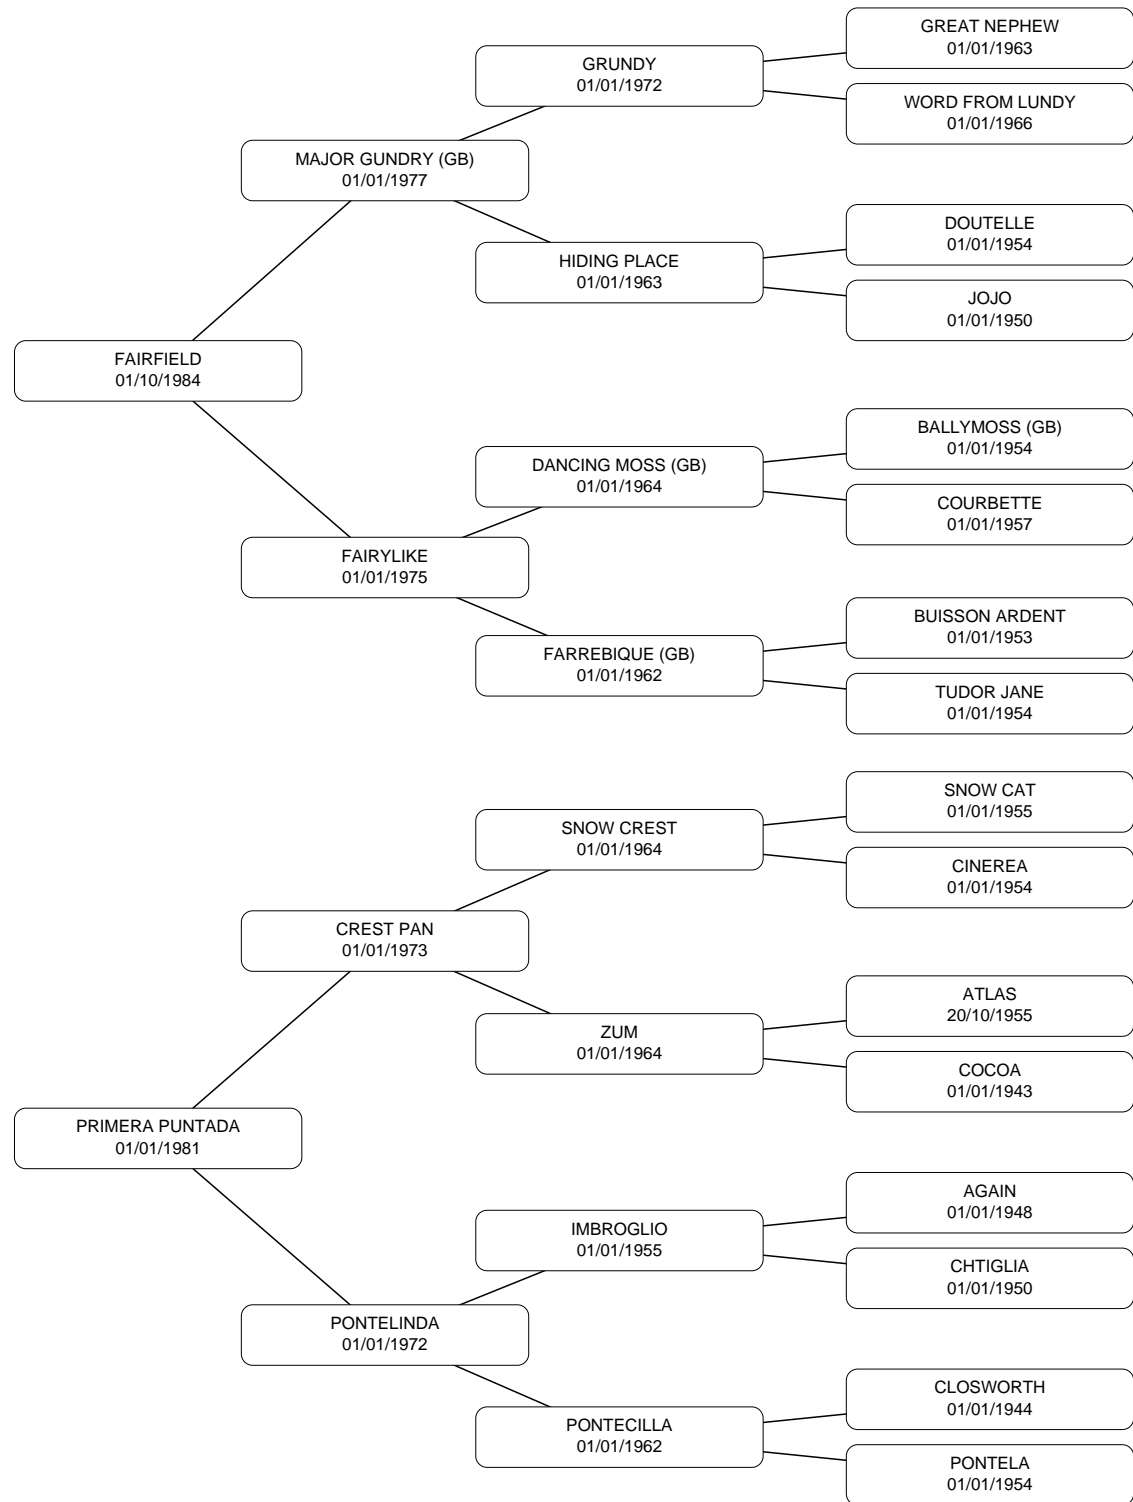 GREAT NEPHEW
01/01/1963
GRUNDY
01/01/1972
WORD FROM LUNDY
01/01/1966
MAJOR GUNDRY (GB)
01/01/1977
DOUTELLE
01/01/1954
HIDING PLACE
01/01/1963
JOJO
01/01/1950
FAIRFIELD
01/10/1984
BALLYMOSS (GB)
01/01/1954
DANCING MOSS (GB)
01/01/1964
COURBETTE
01/01/1957
FAIRYLIKE
01/01/1975
BUISSON ARDENT
01/01/1953
FARREBIQUE (GB)
01/01/1962
TUDOR JANE
01/01/1954
SNOW CAT
01/01/1955
SNOW CREST
01/01/1964
CINEREA
01/01/1954
CREST PAN
01/01/1973
ATLAS
20/10/1955
ZUM
01/01/1964
COCOA
01/01/1943
PRIMERA PUNTADA
01/01/1981
AGAIN
01/01/1948
IMBROGLIO
01/01/1955
CHTIGLIA
01/01/1950
PONTELINDA
01/01/1972
CLOSWORTH
01/01/1944
PONTECILLA
01/01/1962
PONTELA
01/01/1954